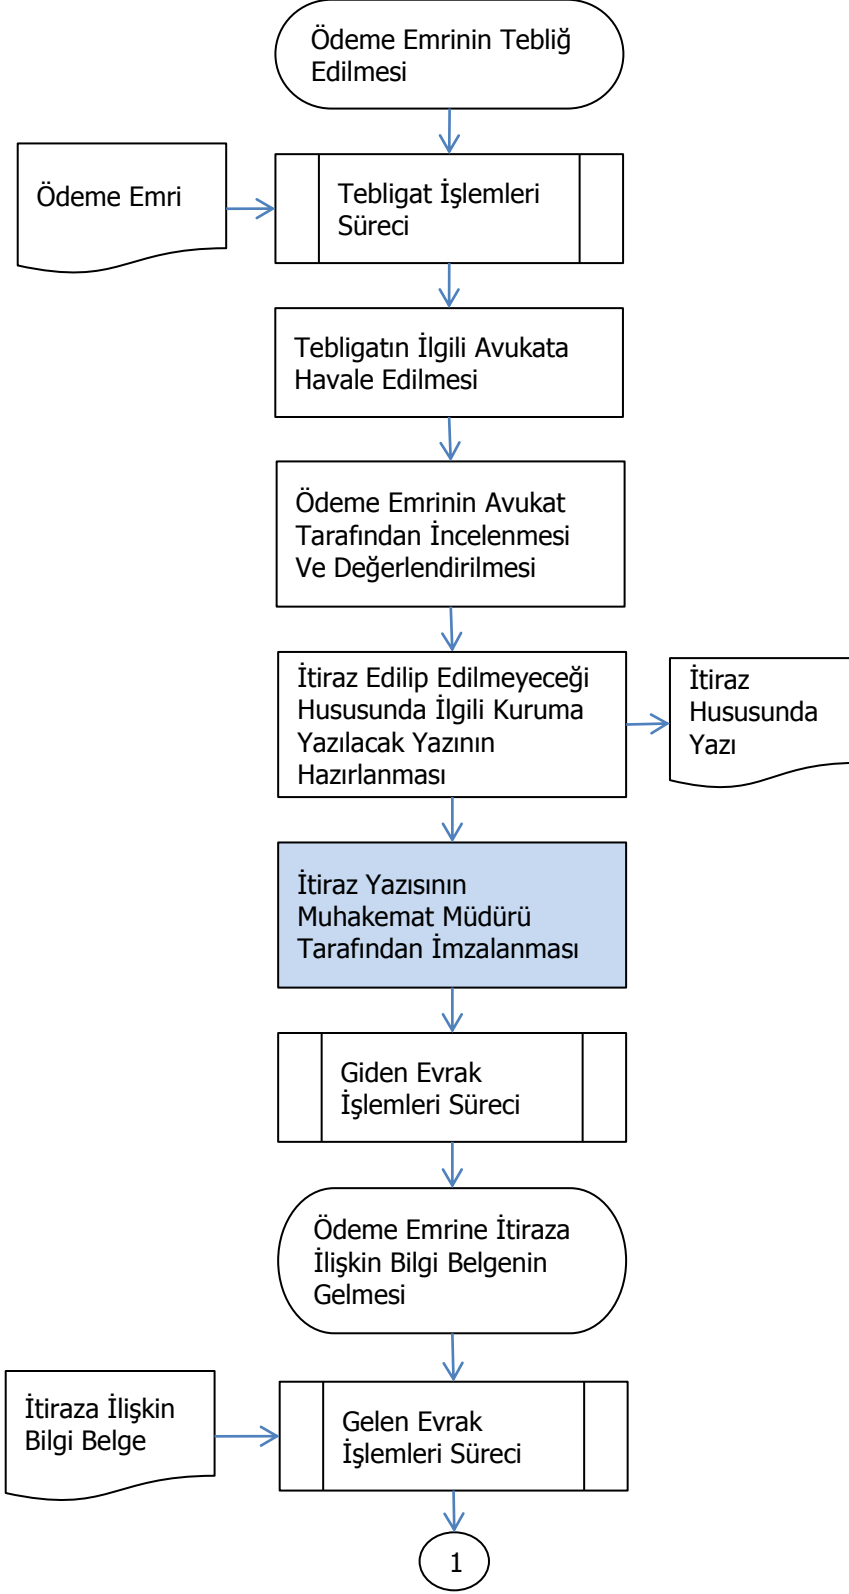 Ödeme Emrinin Tebliğ
Edilmesi
Ödeme Emri
Tebligat İşlemleri
Süreci
Tebligatın İlgili Avukata
Havale Edilmesi
Ödeme Emrinin Avukat
Tarafından İncelenmesi
Ve Değerlendirilmesi
İtiraz Edilip Edilmeyeceği
Hususunda İlgili Kuruma
Yazılacak Yazının
Hazırlanması
İtiraz
Hususunda
Yazı
İtiraz Yazısının
Muhakemat Müdürü
Tarafından İmzalanması
Giden Evrak
İşlemleri Süreci
Ödeme Emrine İtiraza
İlişkin Bilgi Belgenin
Gelmesi
İtiraza İlişkin
Bilgi Belge
Gelen Evrak
İşlemleri Süreci
1